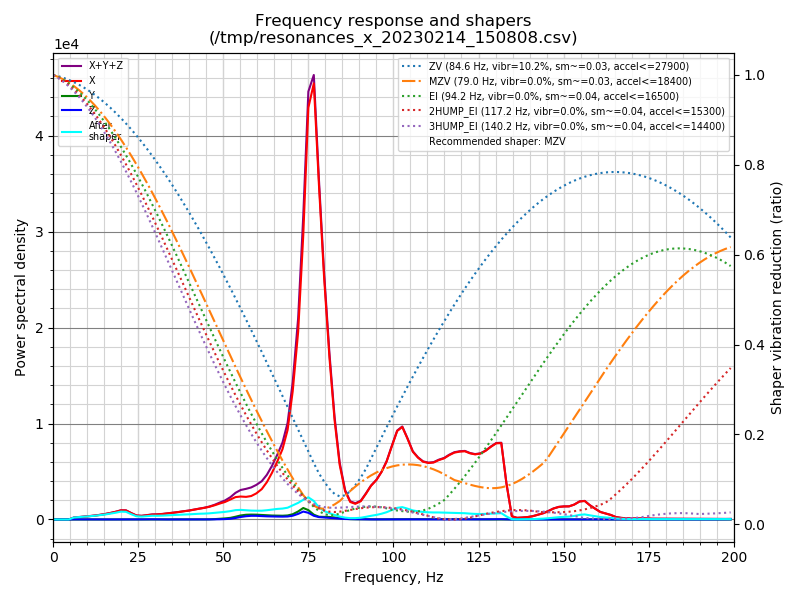 Frequency response and shapers
(/tmp/resonances_x_20230214_150808.csv)
1e4
X+Y+Z
X
Y
Z
After
shaper
ZV (84.6 Hz, vibr=10.2%, sm~=0.03, accel<=27900)
MZV (79.0 Hz, vibr=0.0%, sm~=0.03, accel<=18400)
EI (94.2 Hz, vibr=0.0%, sm~=0.04, accel<=16500)
2HUMP_EI (117.2 Hz, vibr=0.0%, sm~=0.04, accel<=15300)
3HUMP_EI (140.2 Hz, vibr=0.0%, sm~=0.04, accel<=14400)
Recommended shaper: MZV
Power spectral density
4
3
2
1
0
1.0
0.8
0.6
0.4
0.2
0.0
Shaper vibration reduction (ratio)
0 25 50 75 100 125 150 175 200
Frequency, Hz